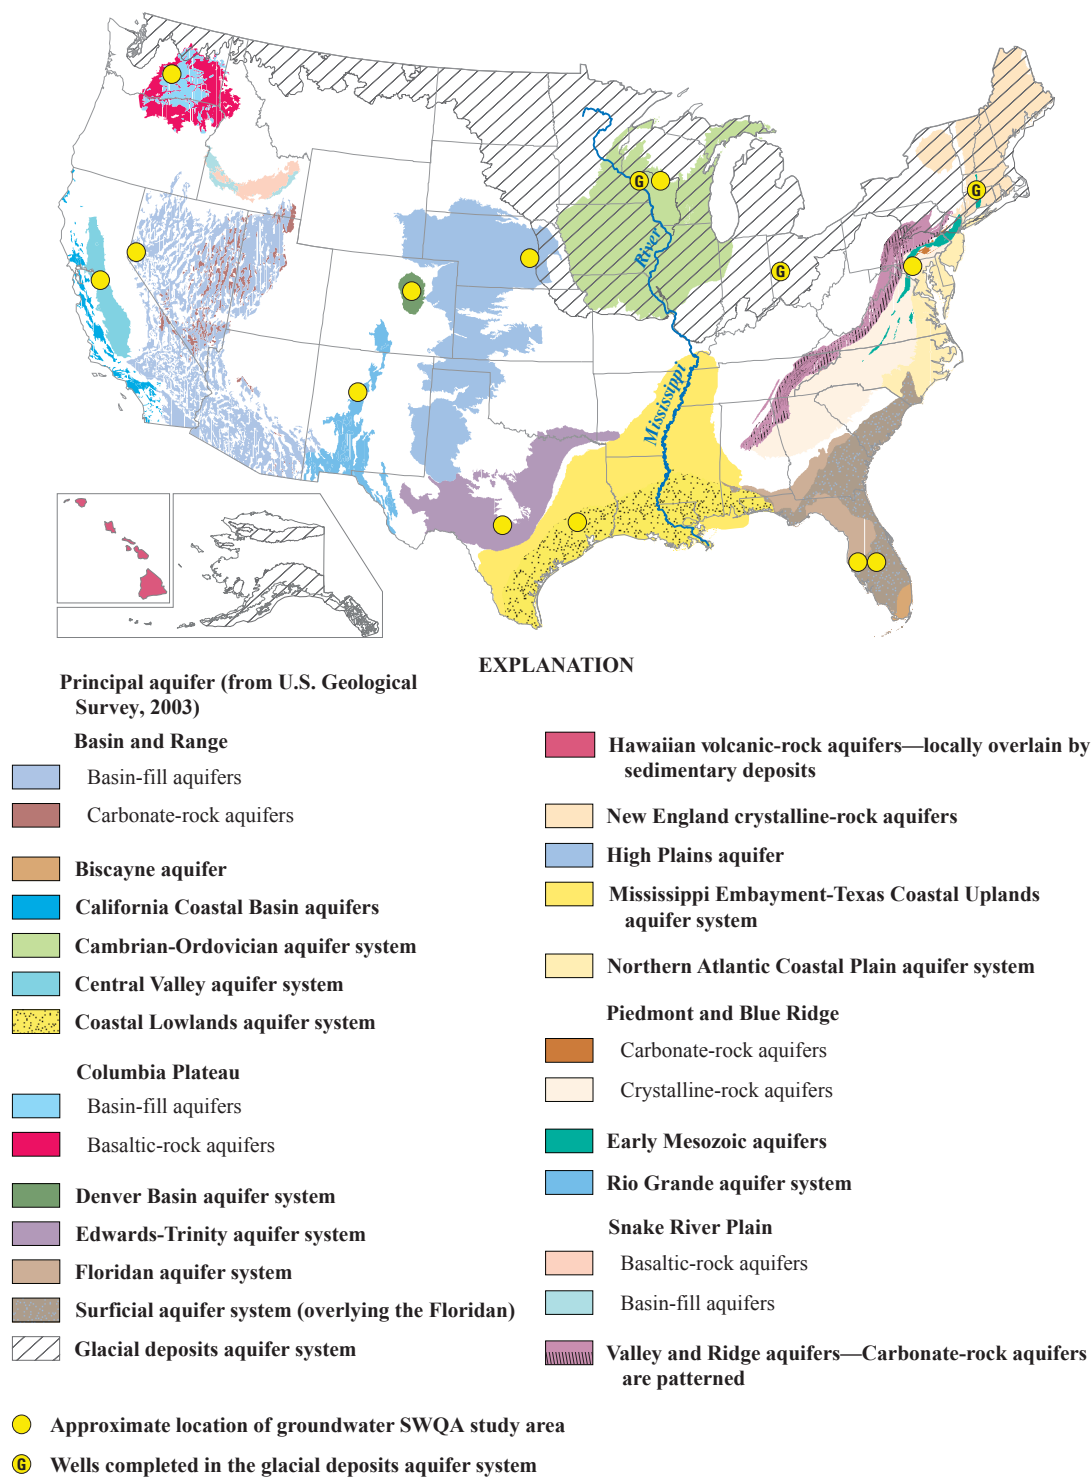 G
G
G
River
Mississippi
EXPLANATION
Principal aquifer (from U.S. Geological
Survey, 2003)
Basin and Range
Basin-fill aquifers
Carbonate-rock aquifers
Biscayne aquifer
California Coastal Basin aquifers
Cambrian-Ordovician aquifer system
Central Valley aquifer system
Coastal Lowlands aquifer system
Columbia Plateau
Basin-fill aquifers
Basaltic-rock aquifers
Denver Basin aquifer system
Edwards-Trinity aquifer system
Floridan aquifer system
Surficial aquifer system (overlying the Floridan)
Glacial deposits aquifer system
Hawaiian volcanic-rock aquifers—locally overlain by
sedimentary deposits
New England crystalline-rock aquifers
High Plains aquifer
Mississippi Embayment-Texas Coastal Uplands
aquifer system
Northern Atlantic Coastal Plain aquifer system
Piedmont and Blue Ridge
Carbonate-rock aquifers
Crystalline-rock aquifers
Early Mesozoic aquifers
Rio Grande aquifer system
Snake River Plain
Basaltic-rock aquifers
Basin-fill aquifers
Valley and Ridge aquifers—Carbonate-rock aquifers
are patterned
Approximate location of groundwater SWQA study area
G Wells completed in the glacial deposits aquifer system